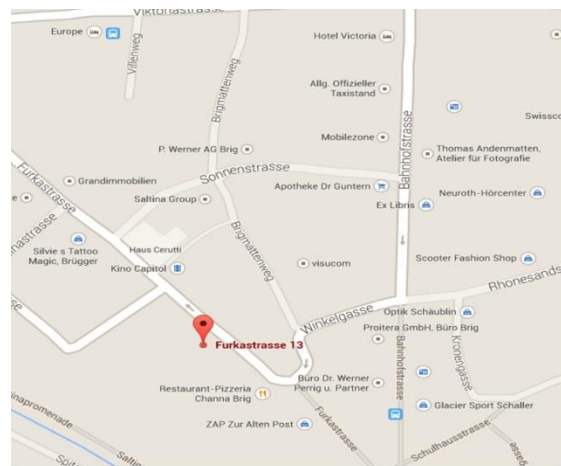 Viktoriastrasse
Europe
Villenweg
Hotel Victoria
Brigmattenweg
Allg. Offizieller
Taxistand
Swissco
Mobilezone
Bahnhofstrasse
P. Werner AG Brig
Thomas Andenmatten,
Atelier für Fotografie
Furkastrasse
Sonnenstrasse
Grandimmobilien
Apotheke Dr Guntern
Neuroth-Hörcenter
Saltina Group
Ex Libris
Haus Cerutti
Brigmattenweg
Silvie s Tattoo
Magic, Brügger
Kino Capitol
visucom
Scooter Fashion Shop
Rhonesands
Winkelgasse
Optik Schäublin
Proitera GmbH, Büro Brig
Furkastrasse 13
Kronengasse
Bahnhofstrasse
Büro Dr. Werner
Perrig u. Partner
Restaurant-Pizzeria
Channa Brig
Furkastrasse
Glacier Sport Schaller
ZAP Zur Alten Post
Schulhausstrasse